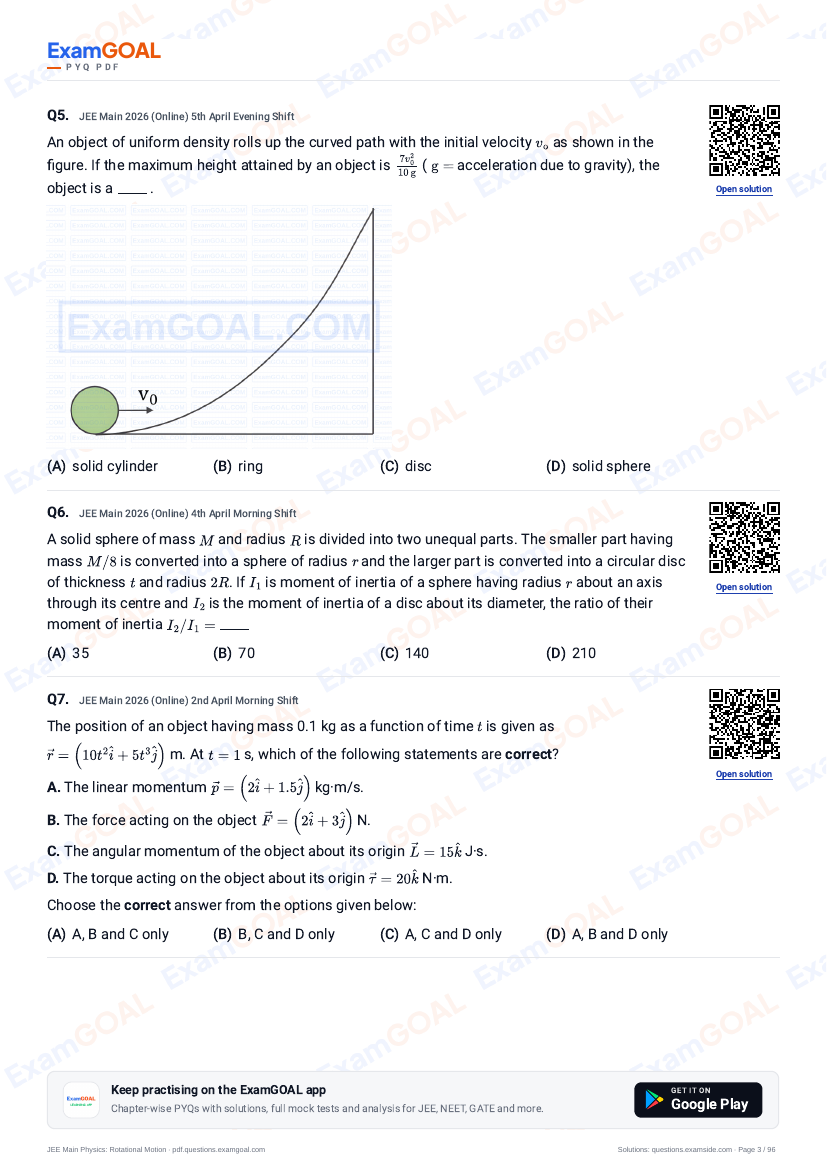 ExamGOAL
PYQ PDF
Q5. JEE Main 2026 (Online) 5th April Evening Shift
An object of uniform density rolls up the curved path with the initial velocity v₀ as shown in the
figure. If the maximum height attained by an object is 7v₀²/10 g ( g = acceleration due to gravity), the
object is a ____ .
Open solution
ExamGOAL.COM
v₀
(A) solid cylinder (B) ring (C) disc (D) solid sphere
Q6. JEE Main 2026 (Online) 4th April Morning Shift
A solid sphere of mass M and radius R is divided into two unequal parts. The smaller part having
mass M/8 is converted into a sphere of radius r and the larger part is converted into a circular disc
of thickness t and radius 2R. If I₁ is moment of inertia of a sphere having radius r about an axis
through its centre and I₂ is the moment of inertia of a disc about its diameter, the ratio of their
moment of inertia I₂/I₁ = ____
Open solution
(A) 35 (B) 70 (C) 140 (D) 210
Q7. JEE Main 2026 (Online) 2nd April Morning Shift
The position of an object having mass 0.1 kg as a function of time t is given as
r⃗ = (10t²î + 5t³ĵ) m. At t = 1 s, which of the following statements are correct?
Open solution
A. The linear momentum p⃗ = (2î + 1.5ĵ) kg·m/s.
B. The force acting on the object F⃗ = (2î + 3ĵ) N.
C. The angular momentum of the object about its origin L⃗ = 15k̂ J·s.
D. The torque acting on the object about its origin τ⃗ = 20k̂ N·m.
Choose the correct answer from the options given below:
(A) A, B and C only (B) B, C and D only (C) A, C and D only (D) A, B and D only
Keep practising on the ExamGOAL app
Chapter-wise PYQs with solutions, full mock tests and analysis for JEE, NEET, GATE and more.
GET IT ON
Google Play
JEE Main Physics: Rotational Motion · pdf.questions.examgoal.com
Solutions: questions.examside.com · Page 3 / 96